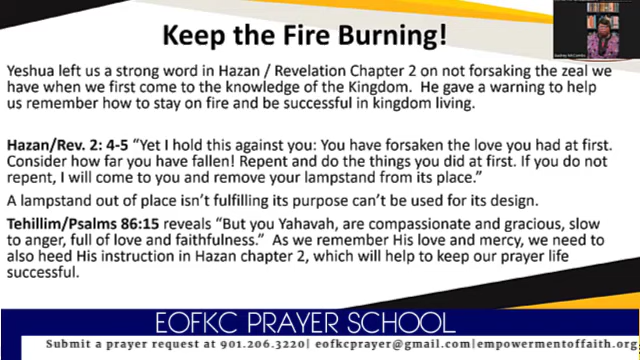 Keep the Fire Burning!
Yeshua left us a strong word in Hazan / Revelation Chapter 2 on not forsaking the zeal we
have when we first come to the knowledge of the Kingdom.  He gave a warning to help
us remember how to stay on fire and be successful in kingdom living.
Hazan/Rev. 2: 4-5 "Yet I hold this against you: You have forsaken the love you had at first.
Consider how far you have fallen! Repent and do the things you did at first. If you do not
repent, I will come to you and remove your lampstand from its place."
A lampstand out of place isn't fulfilling its purpose can't be used for its design.
Tehillim/Psalms 86:15 reveals "But you Yahavah, are compassionate and gracious, slow
to anger, full of love and faithfulness."  As we remember His love and mercy, we need to
also heed His instruction in Hazan chapter 2, which will help to keep our prayer life
successful.
EOFKC PRAYER SCHOOL
Submit a prayer request at 901.206.3220| eofkcprayer@gmail.com|empowermentoffaith.org